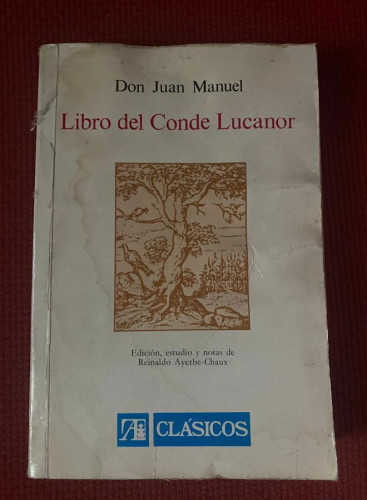 Don Juan Manuel
Libro del Conde Lucanor
Edición, estudio y notas de
Reinaldo Ayerbe-Chaux
CLÁSICOS